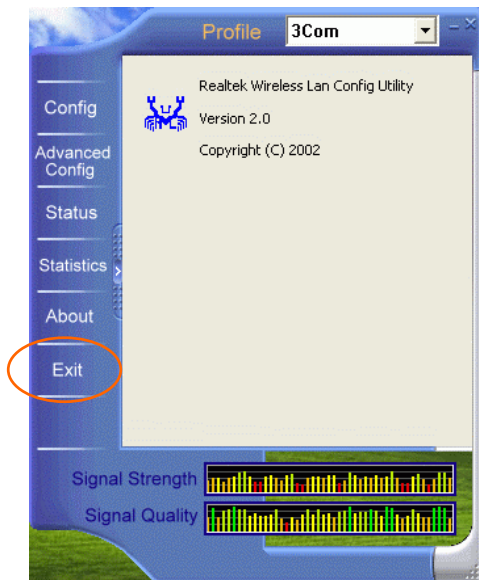 Profile 3Com
Realtek Wireless Lan Config Utility
Version 2.0
Copyright (C) 2002
Config
Advanced
Config
Status
Statistics
About
Exit
Signal Strength
Signal Quality